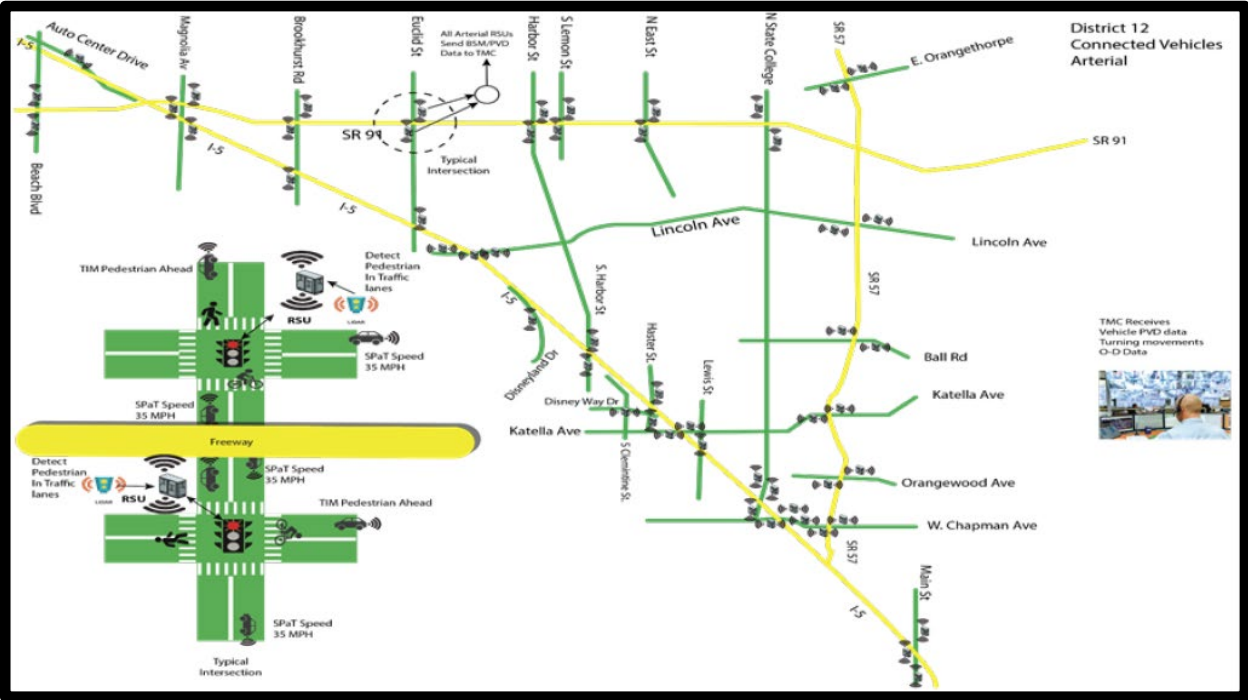 District 12
Connected Vehicles
Arterial
I-5
Auto Center Drive
Magnolia Av
Brookhurst Rd
Euclid St
All Arterial RSUs
Send BSM/PVD
Data to TMC
Harbor St
S Lemon St
N East St
N State College
SR 57
E. Orangethorpe
SR 91
SR 91
Typical
Intersection
Beach Blvd
I-5
I-5
Lincoln Ave
Lincoln Ave
TIM Pedestrian Ahead
Detect
Pedestrian
In Traffic
lanes
LIDAR
RSU
SPaT Speed
35 MPH
SPaT Speed
35 MPH
Freeway
Detect
Pedestrian
In Traffic
lanes
LIDAR
RSU
SPaT Speed
35 MPH
TIM Pedestrian Ahead
SPaT Speed
35 MPH
Typical
Intersection
I-5
S. Harbor St
SR 57
Disneyland Dr
Haster St.
Lewis St
Ball Rd
Disney Way Dr
Katella Ave
Katella Ave
S Clemintine St.
Orangewood Ave
W. Chapman Ave
SR 57
I-5
Main St
TMC Receives
Vehicle PVD data
Turning movements
O-D Data